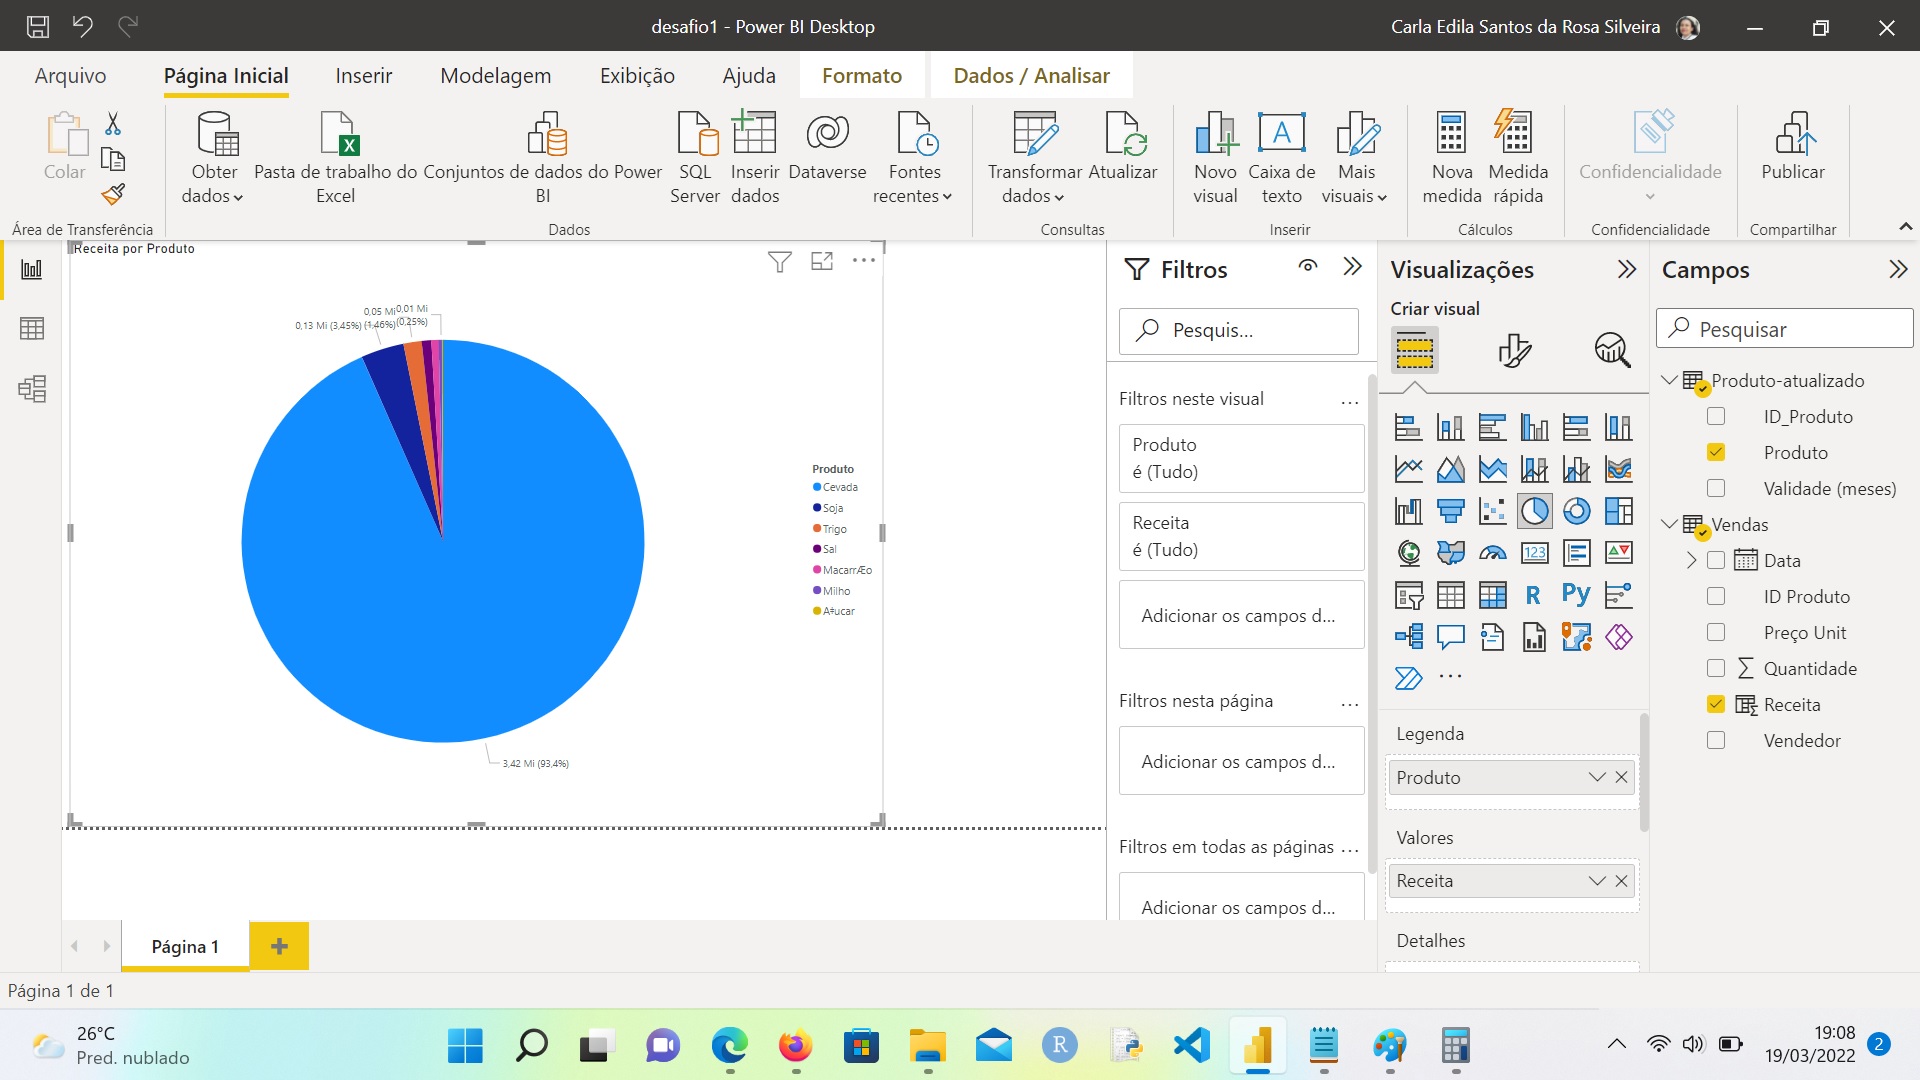 desafio1 - Power BI Desktop
Carla Edila Santos da Rosa Silveira
Arquivo
Página Inicial
Inserir
Modelagem
Exibição
Ajuda
Formato
Dados / Analisar
Colar
Área de Transferência
Obter
dados
Pasta de trabalho do
Excel
Conjuntos de dados do Power
BI
SQL
Server
Inserir
dados
Dataverse
Fontes
recentes
Dados
Transformar
dados
Atualizar
Consultas
Novo
visual
Caixa de
texto
Mais
visuais
Inserir
Nova
medida
Medida
rápida
Cálculos
Confidencialidade
Confidencialidade
Publicar
Compartilhar
Receita por Produto
0,13 Mi (3,45%)
0,05 Mi
(1,46%)
0,01 Mi
(0,25%)
3,42 Mi (93,4%)
Produto
Cevada
Soja
Trigo
Sal
MacarrÆo
Milho
A‡ucar
Filtros
Pesquis...
Filtros neste visual
...
Produto
é (Tudo)
Receita
é (Tudo)
Adicionar os campos d...
Filtros nesta página
...
Adicionar os campos d...
Filtros em todas as páginas
...
Adicionar os campos d...
Visualizações
Criar visual
123
R
Py
...
Legenda
Produto
Valores
Receita
Detalhes
Campos
Pesquisar
Produto-atualizado
ID_Produto
Produto
Validade (meses)
Vendas
Data
ID Produto
Preço Unit
Quantidade
Receita
Vendedor
Página 1
Página 1 de 1
26°C
Pred. nublado
R
19:08
19/03/2022
2